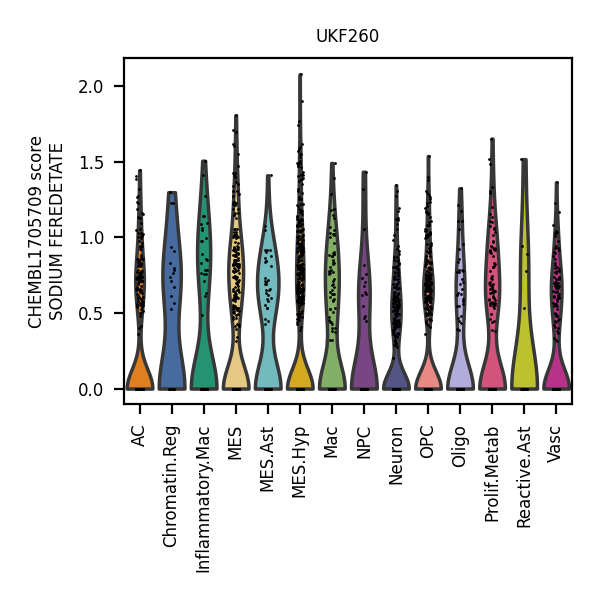 UKF260
CHEMBL1705709 score
SODIUM FEREDETATE
2.0
1.5
1.0
0.5
0.0
AC
Chromatin.Reg
Inflammatory.Mac
MES
MES.Ast
MES.Hyp
Mac
NPC
Neuron
OPC
Oligo
Prolif.Metab
Reactive.Ast
Vasc